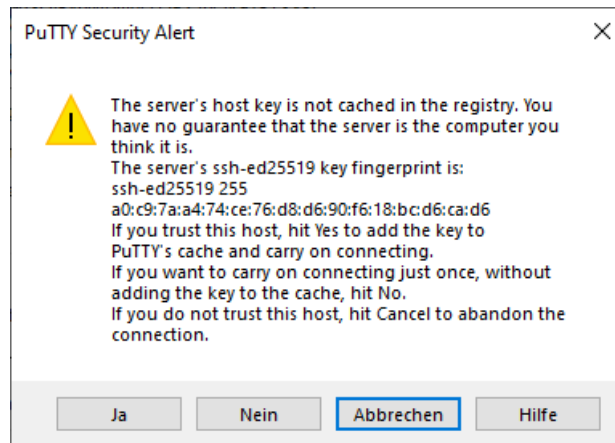 PuTTY Security Alert
The server's host key is not cached in the registry. You
have no guarantee that the server is the computer you
think it is.
The server's ssh-ed25519 key fingerprint is:
ssh-ed25519 255
a0:c9:7a:a4:74:ce:76:d8:d6:90:f6:18:bc:d6:ca:d6
If you trust this host, hit Yes to add the key to
PuTTY's cache and carry on connecting.
If you want to carry on connecting just once, without
adding the key to the cache, hit No.
If you do not trust this host, hit Cancel to abandon the
connection.
Ja Nein Abbrechen Hilfe